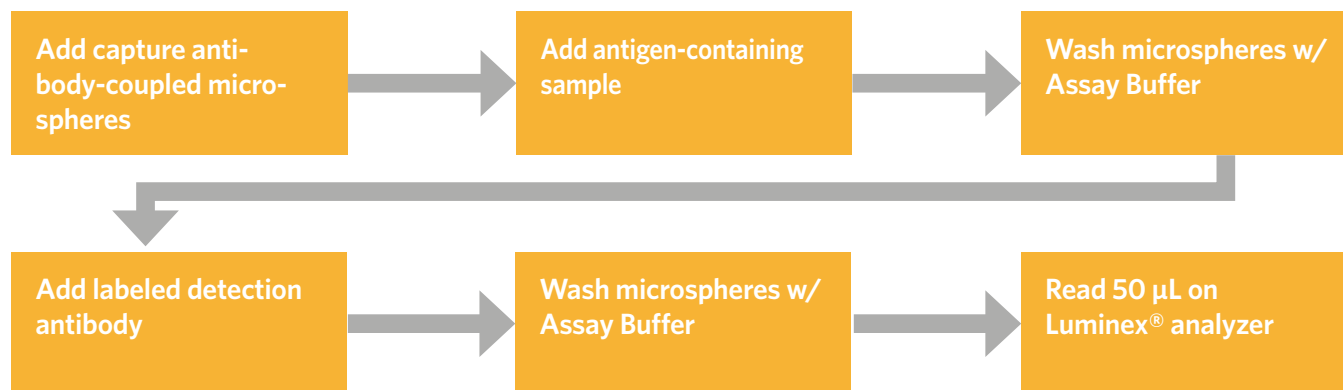 Add capture anti-
body-coupled micro-
spheres
Add antigen-containing
sample
Wash microspheres w/
Assay Buffer
Add labeled detection
antibody
Wash microspheres w/
Assay Buffer
Read 50 µL on
Luminex® analyzer